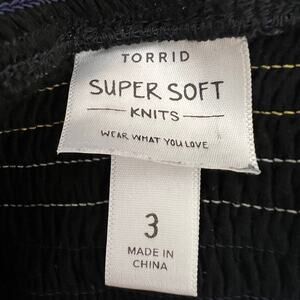 TORRID
SUPER SOFT
KNITS
WEAR WHAT YOU LOVE
3
MADE IN
CHINA